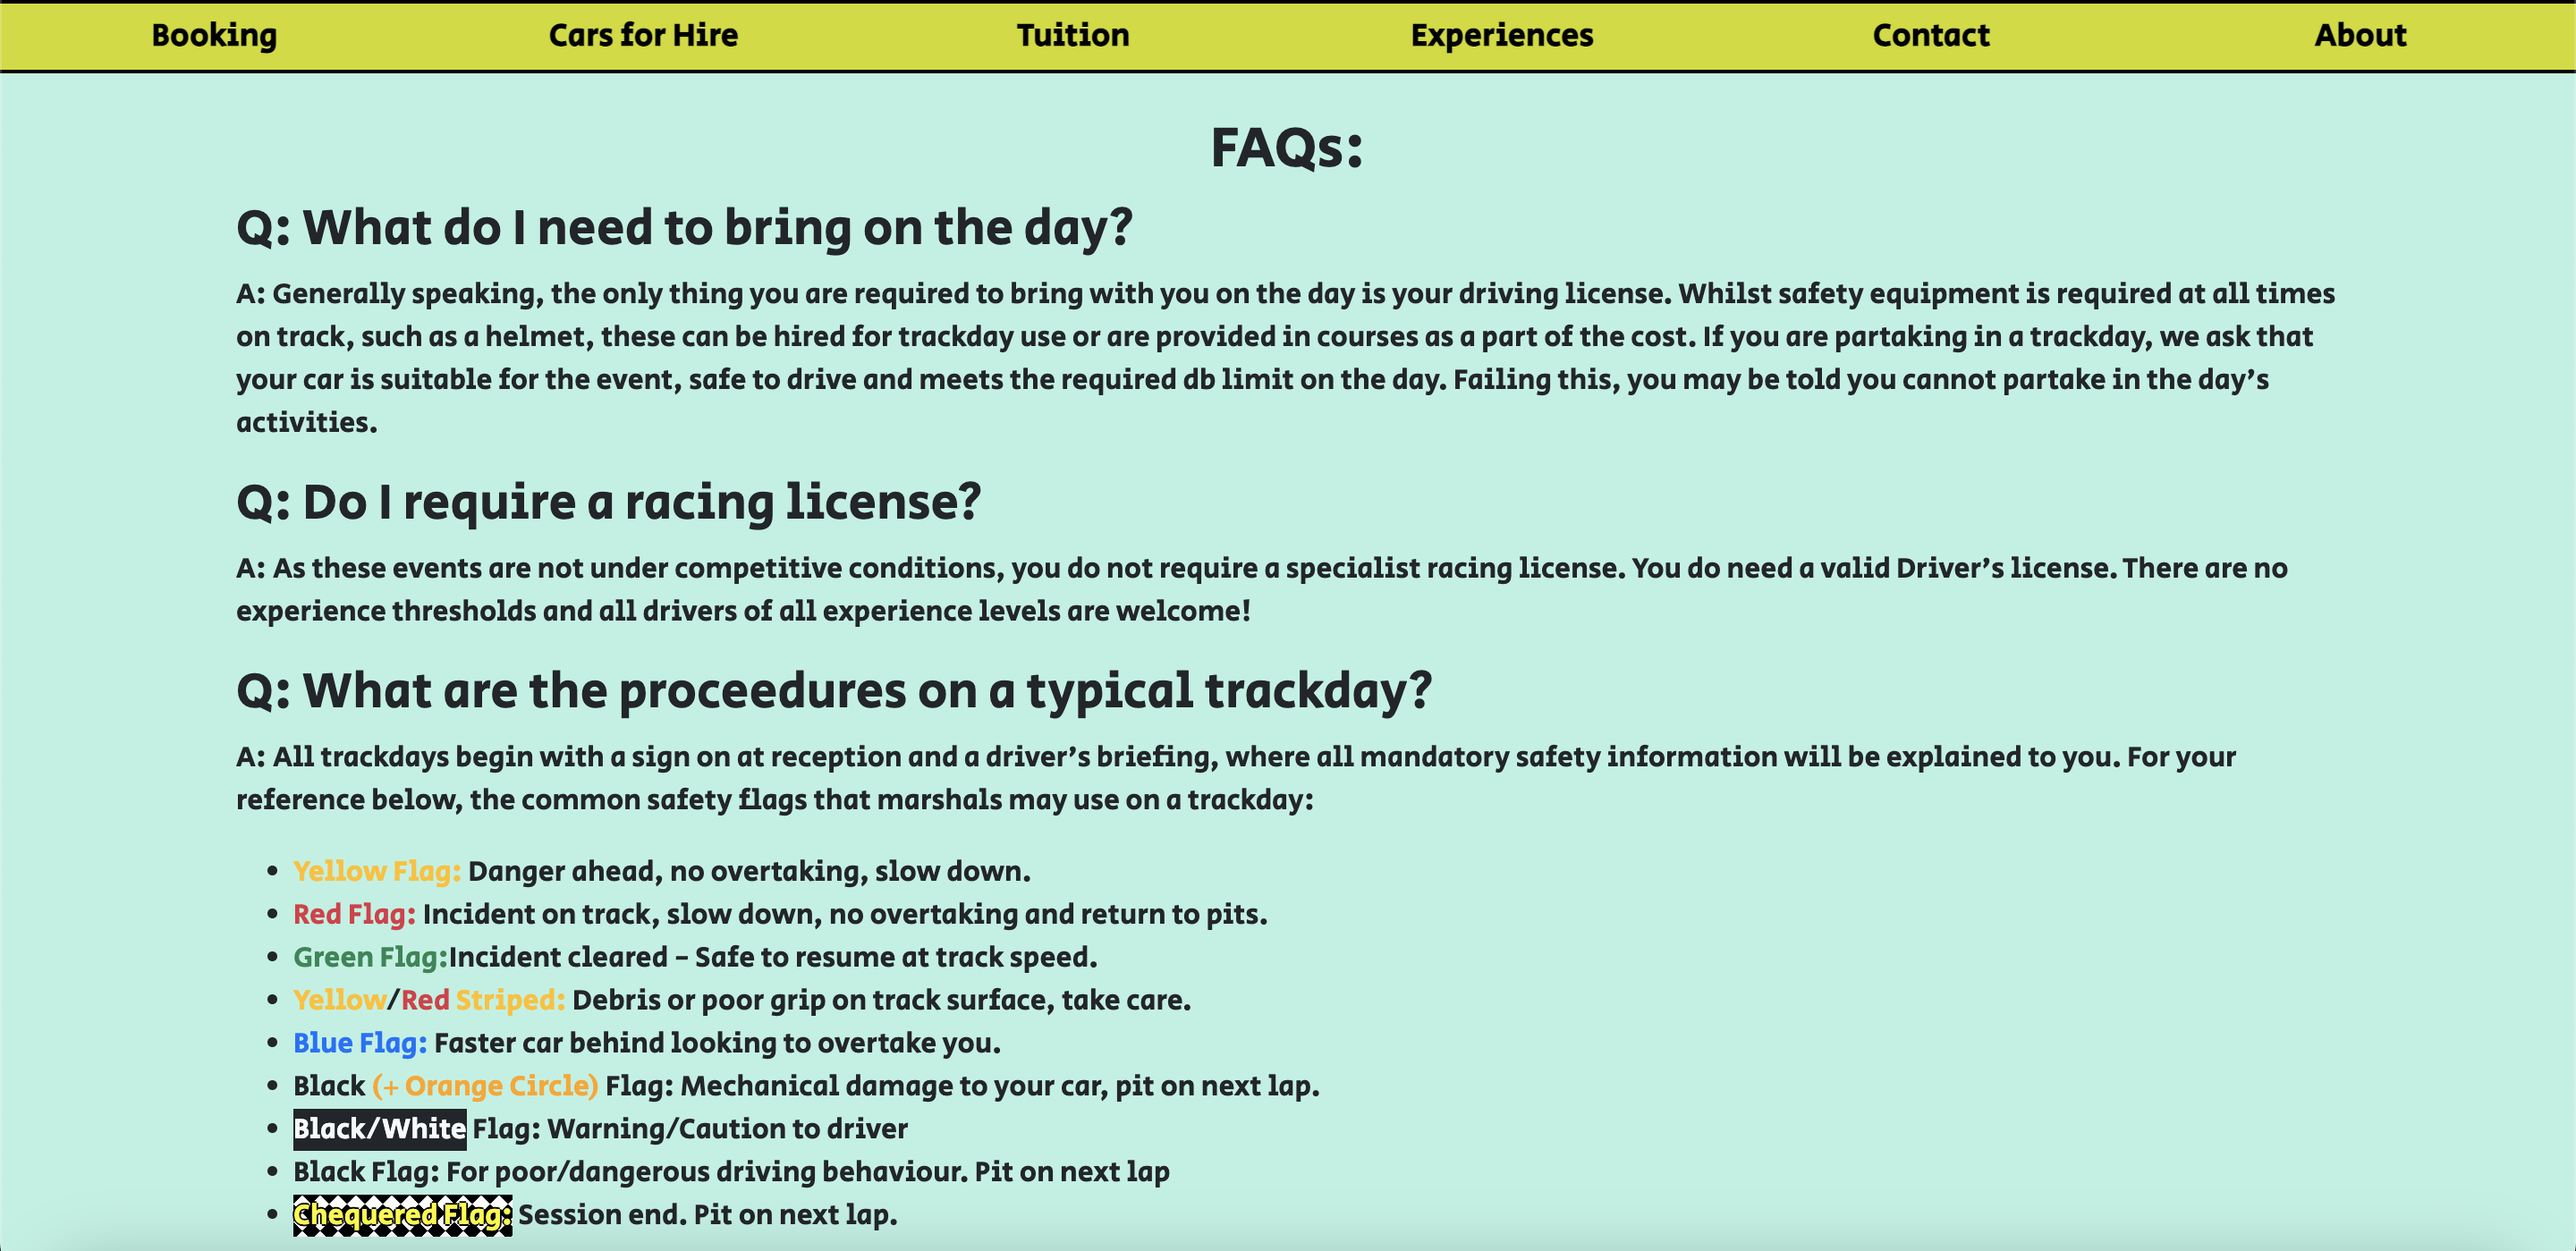 Booking Cars for Hire Tuition Experiences Contact About
FAQs:
Q: What do I need to bring on the day?
A: Generally speaking, the only thing you are required to bring with you on the day is your driving license. Whilst safety equipment is required at all times
on track, such as a helmet, these can be hired for trackday use or are provided in courses as a part of the cost. If you are partaking in a trackday, we ask that
your car is suitable for the event, safe to drive and meets the required db limit on the day. Failing this, you may be told you cannot partake in the day’s
activities.
Q: Do I require a racing license?
A: As these events are not under competitive conditions, you do not require a specialist racing license. You do need a valid Driver’s license. There are no
experience thresholds and all drivers of all experience levels are welcome!
Q: What are the proceedures on a typical trackday?
A: All trackdays begin with a sign on at reception and a driver’s briefing, where all mandatory safety information will be explained to you. For your
reference below, the common safety flags that marshals may use on a trackday:
• Yellow Flag: Danger ahead, no overtaking, slow down.
• Red Flag: Incident on track, slow down, no overtaking and return to pits.
• Green Flag:Incident cleared – Safe to resume at track speed.
• Yellow/Red Striped: Debris or poor grip on track surface, take care.
• Blue Flag: Faster car behind looking to overtake you.
• Black (+ Orange Circle) Flag: Mechanical damage to your car, pit on next lap.
• Black/White Flag: Warning/Caution to driver
• Black Flag: For poor/dangerous driving behaviour. Pit on next lap
• Chequered Flag: Session end. Pit on next lap.